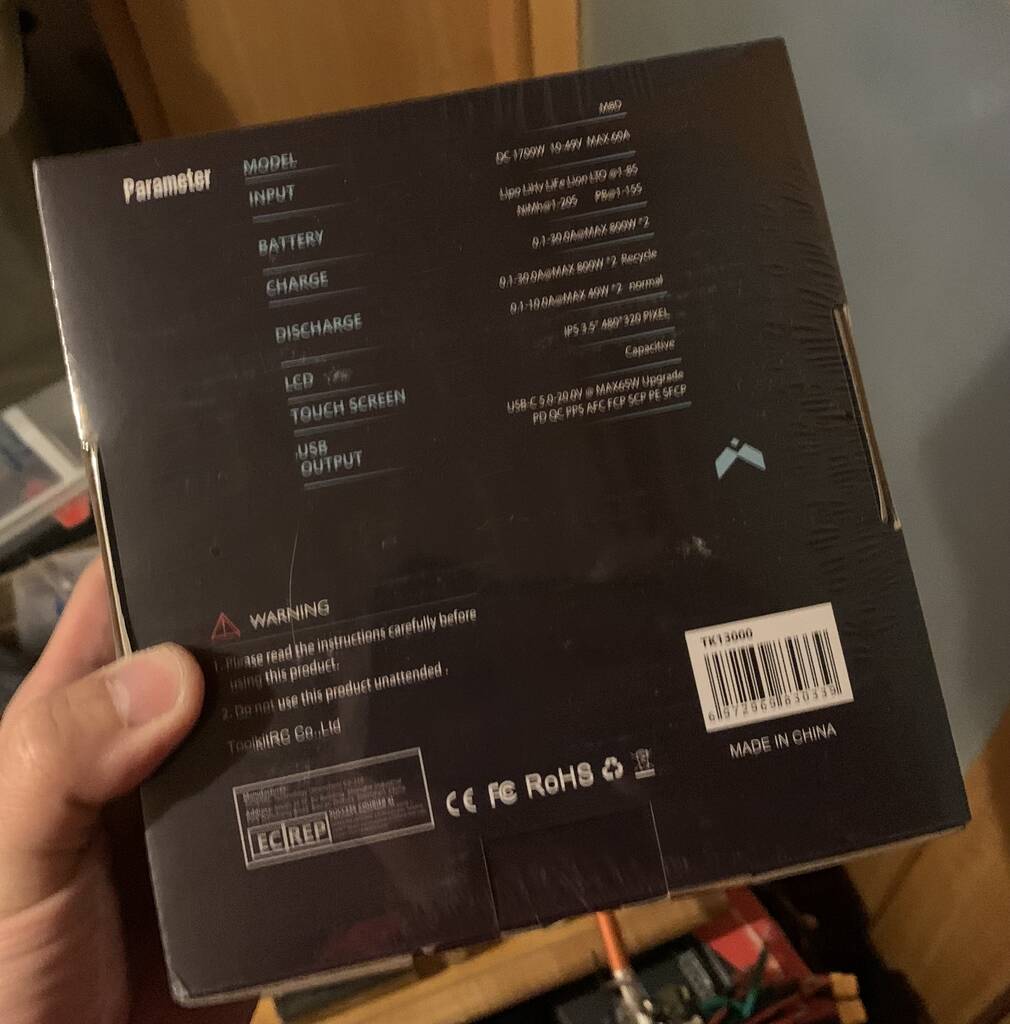 Parameter
MODEL M8D
INPUT DC 1700W 10-49V MAX 60A
BATTERY Lipo LiHv LiFe Lion LTO @1-8S
NiMh@1-20S PB@1-15S
CHARGE 0.1-30.0A@MAX 800W *2
DISCHARGE 0.1-30.0A@MAX 800W *2 Recycle
0.1-10.0A@MAX 40W *2 normal
LCD IPS 3.5" 480*320 PIXEL
TOUCH SCREEN Capacitive
USB OUTPUT USB-C 5.0-20.0V @ MAX65W Upgrade
PD QC PPS AFC FCP SCP PE SFCP
WARNING
1. Please read the instructions carefully before
using this product.
2. Do not use this product unattended .
ToolkitRC Co.,Ltd
EC REP
CE FC RoHS
TK13000
6 972969 830339
MADE IN CHINA